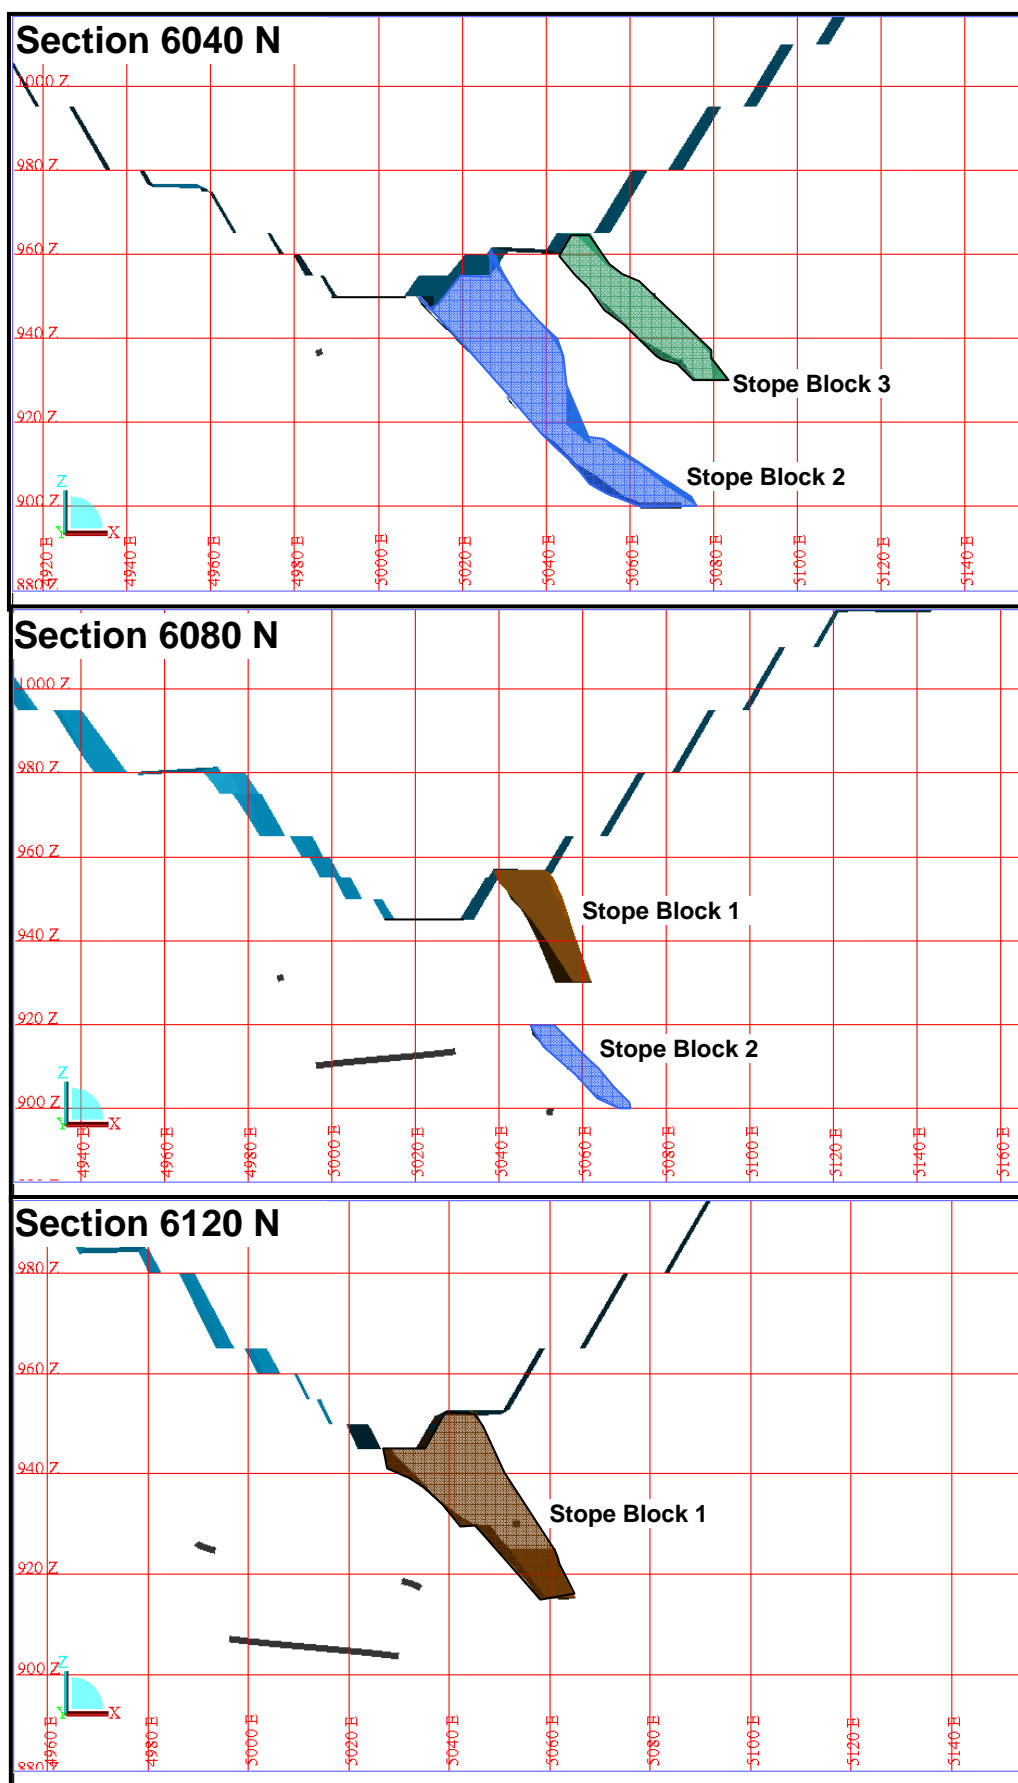 Section 6040 N
1000 Z
980 Z
960 Z
940 Z
Stope Block 3
920 Z
Stope Block 2
Z
900 Z
Y X
880
4920 E 4940 E 4960 E 4980 E 5000 E 5020 E 5040 E 5060 E 5080 E 5100 E 5120 E 5140 E
Section 6080 N
1000 Z
980 Z
960 Z
Stope Block 1
940 Z
920 Z
Stope Block 2
Z
900 Z
Y X
4940 E 4960 E 4980 E 5000 E 5020 E 5040 E 5060 E 5080 E 5100 E 5120 E 5140 E 5160 E
Section 6120 N
980 Z
960 Z
940 Z
Stope Block 1
920 Z
Z
900 Z
Y X
880
4960 E 4980 E 5000 E 5020 E 5040 E 5060 E 5080 E 5100 E 5120 E 5140 E